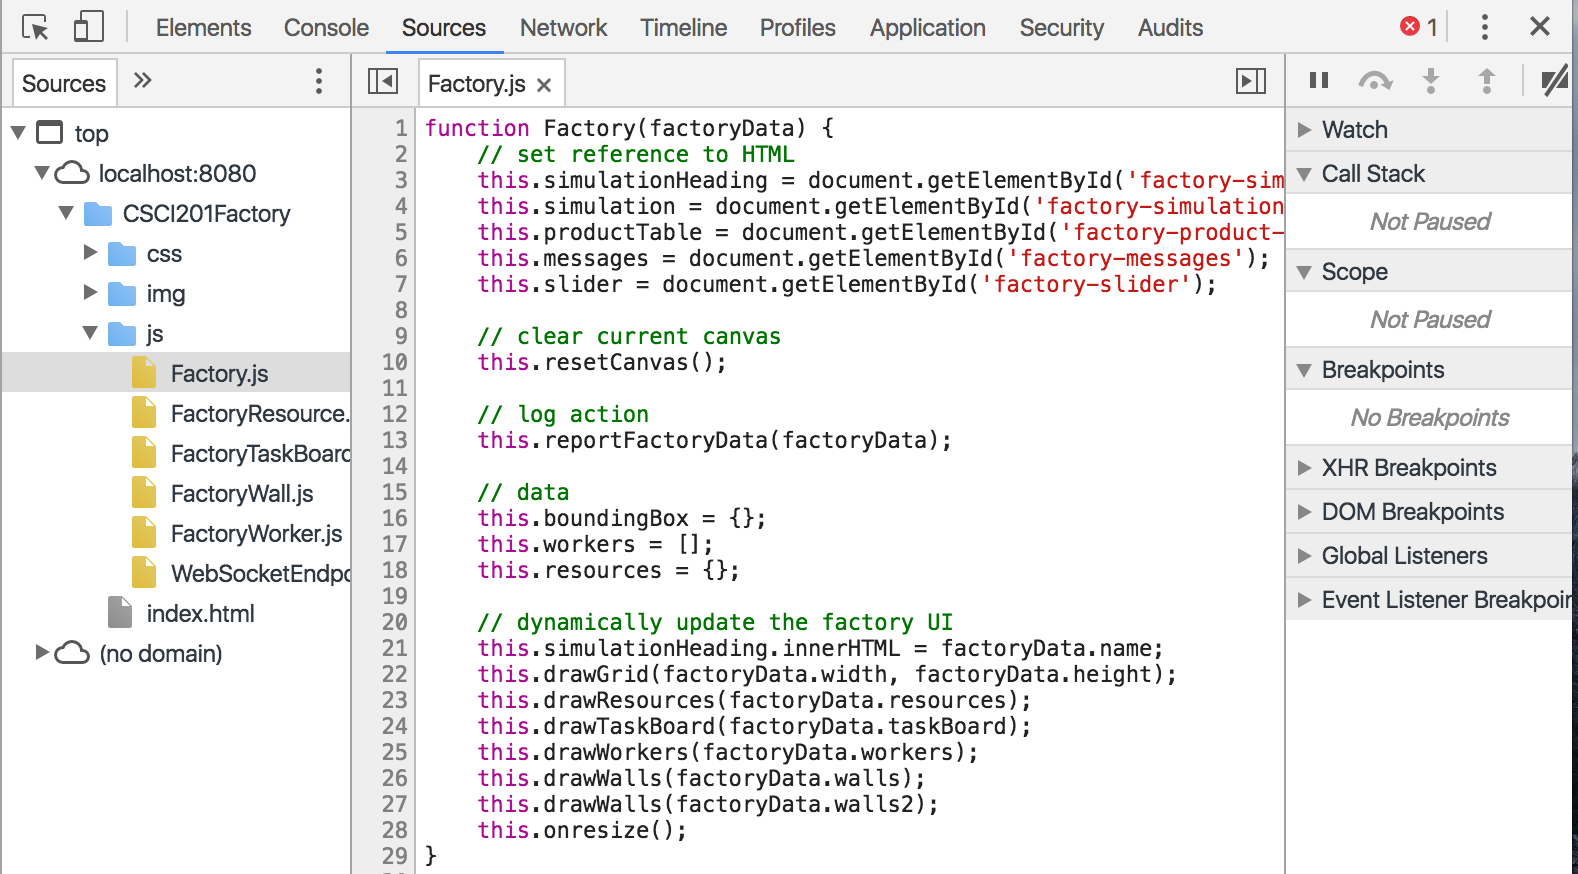 Elements Console Sources Network Timeline Profiles Application Security Audits 1
Sources
Factory.js
top
localhost:8080
CSCI201Factory
css
img
js
Factory.js
FactoryResource.
FactoryTaskBoard
FactoryWall.js
FactoryWorker.js
WebSocketEndpo
index.html
(no domain)
1 function Factory(factoryData) {
2 // set reference to HTML
3 this.simulationHeading = document.getElementById('factory-sim
4 this.simulation = document.getElementById('factory-simulation
5 this.productTable = document.getElementById('factory-product-
6 this.messages = document.getElementById('factory-messages');
7 this.slider = document.getElementById('factory-slider');
8
9 // clear current canvas
10 this.resetCanvas();
11
12 // log action
13 this.reportFactoryData(factoryData);
14
15 // data
16 this.boundingBox = {};
17 this.workers = [];
18 this.resources = {};
19
20 // dynamically update the factory UI
21 this.simulationHeading.innerHTML = factoryData.name;
22 this.drawGrid(factoryData.width, factoryData.height);
23 this.drawResources(factoryData.resources);
24 this.drawTaskBoard(factoryData.taskBoard);
25 this.drawWorkers(factoryData.workers);
26 this.drawWalls(factoryData.walls);
27 this.drawWalls(factoryData.walls2);
28 this.onresize();
29 }
Watch
Call Stack
Not Paused
Scope
Not Paused
Breakpoints
No Breakpoints
XHR Breakpoints
DOM Breakpoints
Global Listeners
Event Listener Breakpoin